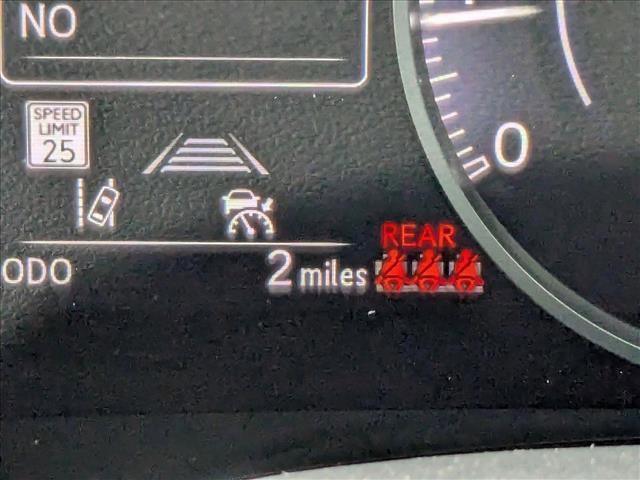 NO
SPEED
LIMIT
25
0
REAR
ODO 2 miles